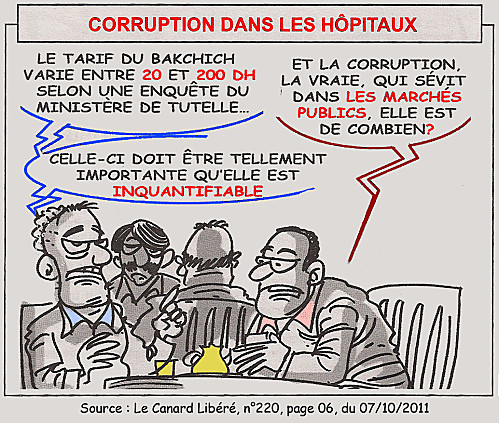 CORRUPTION DANS LES HÔPITAUX
LE TARIF DU BAKCHICH
VARIE ENTRE 20 ET 200 DH
SELON UNE ENQUÊTE DU
MINISTÈRE DE TUTELLE...
ET LA CORRUPTION,
LA VRAIE, QUI SÉVIT
DANS LES MARCHÉS
PUBLICS, ELLE EST
DE COMBIEN?
CELLE-CI DOIT ÊTRE TELLEMENT
IMPORTANTE QU'ELLE EST
INQUANTIFIABLE
Source : Le Canard Libéré, n°220, page 06, du 07/10/2011